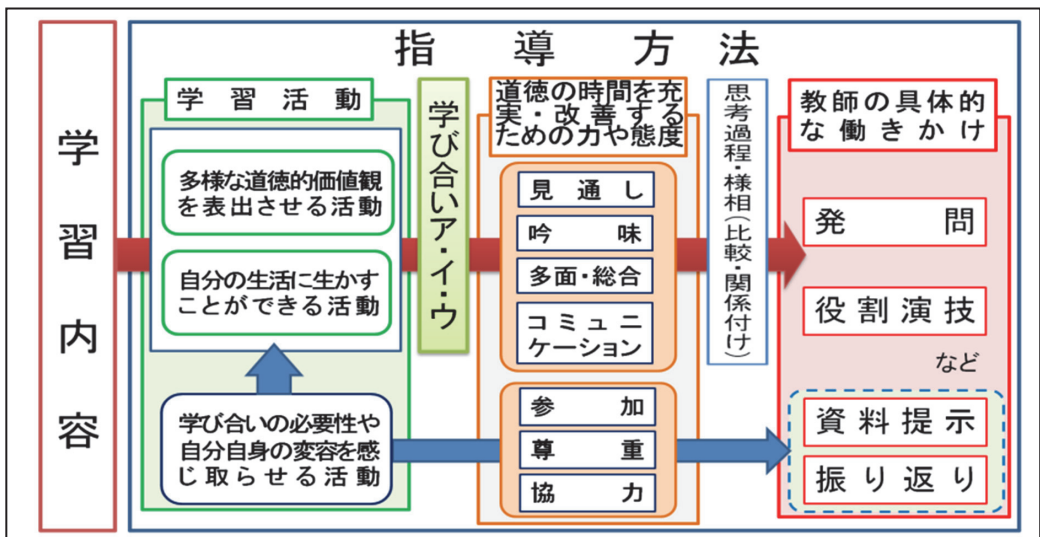 学習内容
指導方法
学習活動
多様な道徳的価値観
を表出させる活動
自分の生活に生かす
ことができる活動
学び合いの必要性や
自分自身の変容を感
じ取らせる活動
学び合いア・イ・ウ
道徳の時間を充
実・改善する
ための力や態度
見通し
吟味
多面・総合
コミュニ
ケーション
参加
尊重
協力
思考過程・様相(比較・関係付け)
教師の具体的
な働きかけ
発問
役割演技
など
資料提示
振り返り